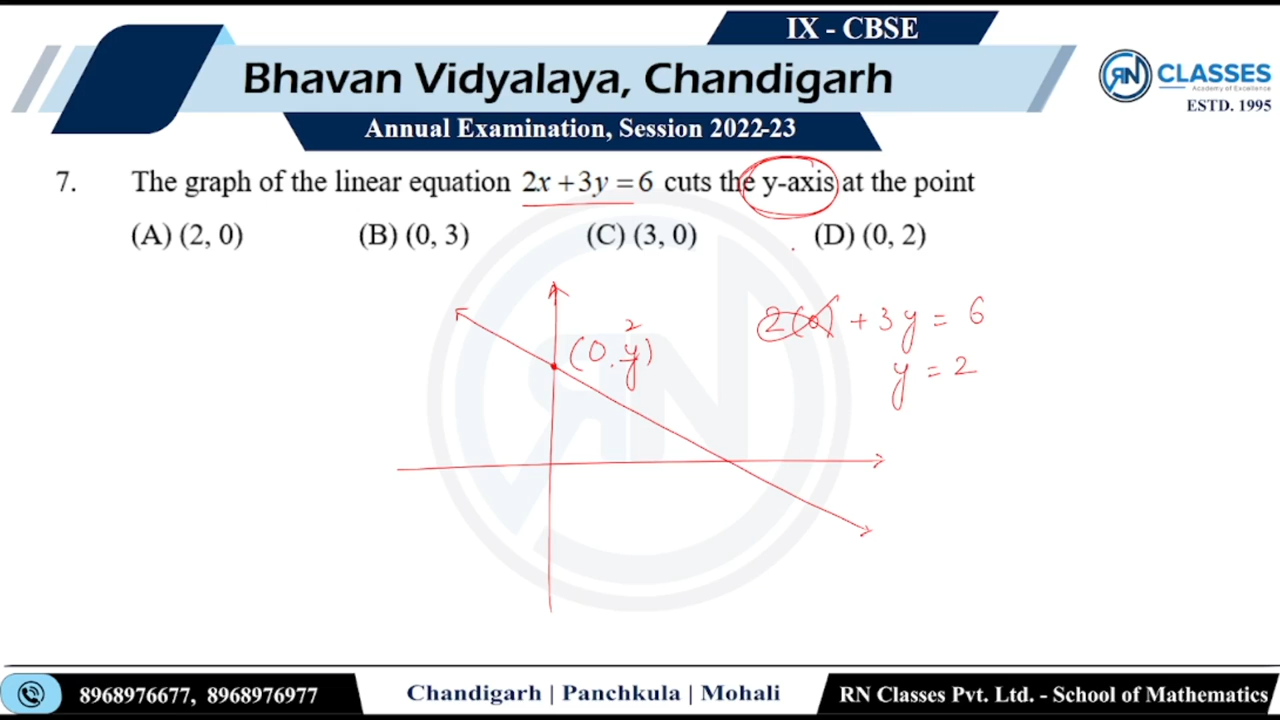 IX - CBSE
Bhavan Vidyalaya, Chandigarh
RN CLASSES
Academy of Excellence
ESTD. 1995
Annual Examination, Session 2022-23
7. The graph of the linear equation 2x + 3y = 6 cuts the y-axis at the point
(A) (2, 0) (B) (0, 3) (C) (3, 0) (D) (0, 2)
2(0) + 3y = 6
2
(0, y)
y = 2
8968976677, 8968976977
Chandigarh | Panchkula | Mohali
RN Classes Pvt. Ltd. - School of Mathematics